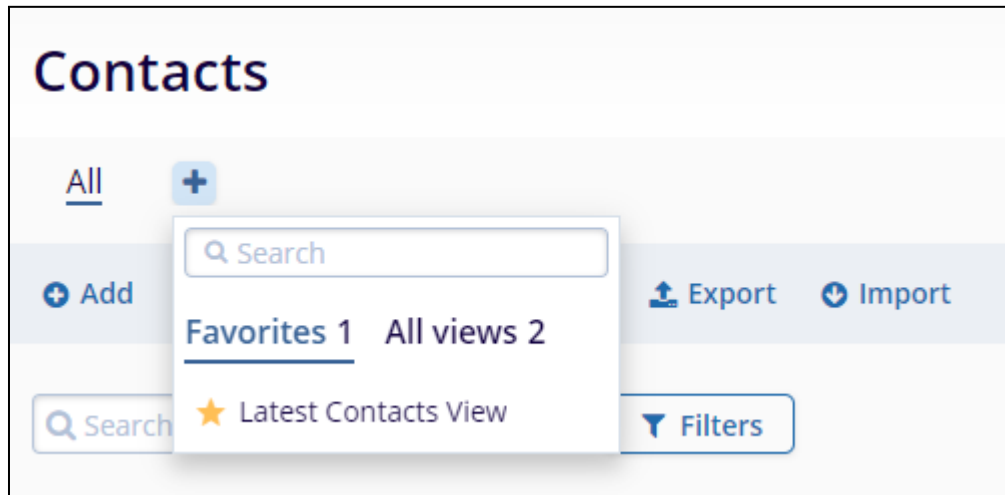 Contacts
All
Search
Add
Export
Import
Favorites 1
All views 2
Latest Contacts View
Search
Filters